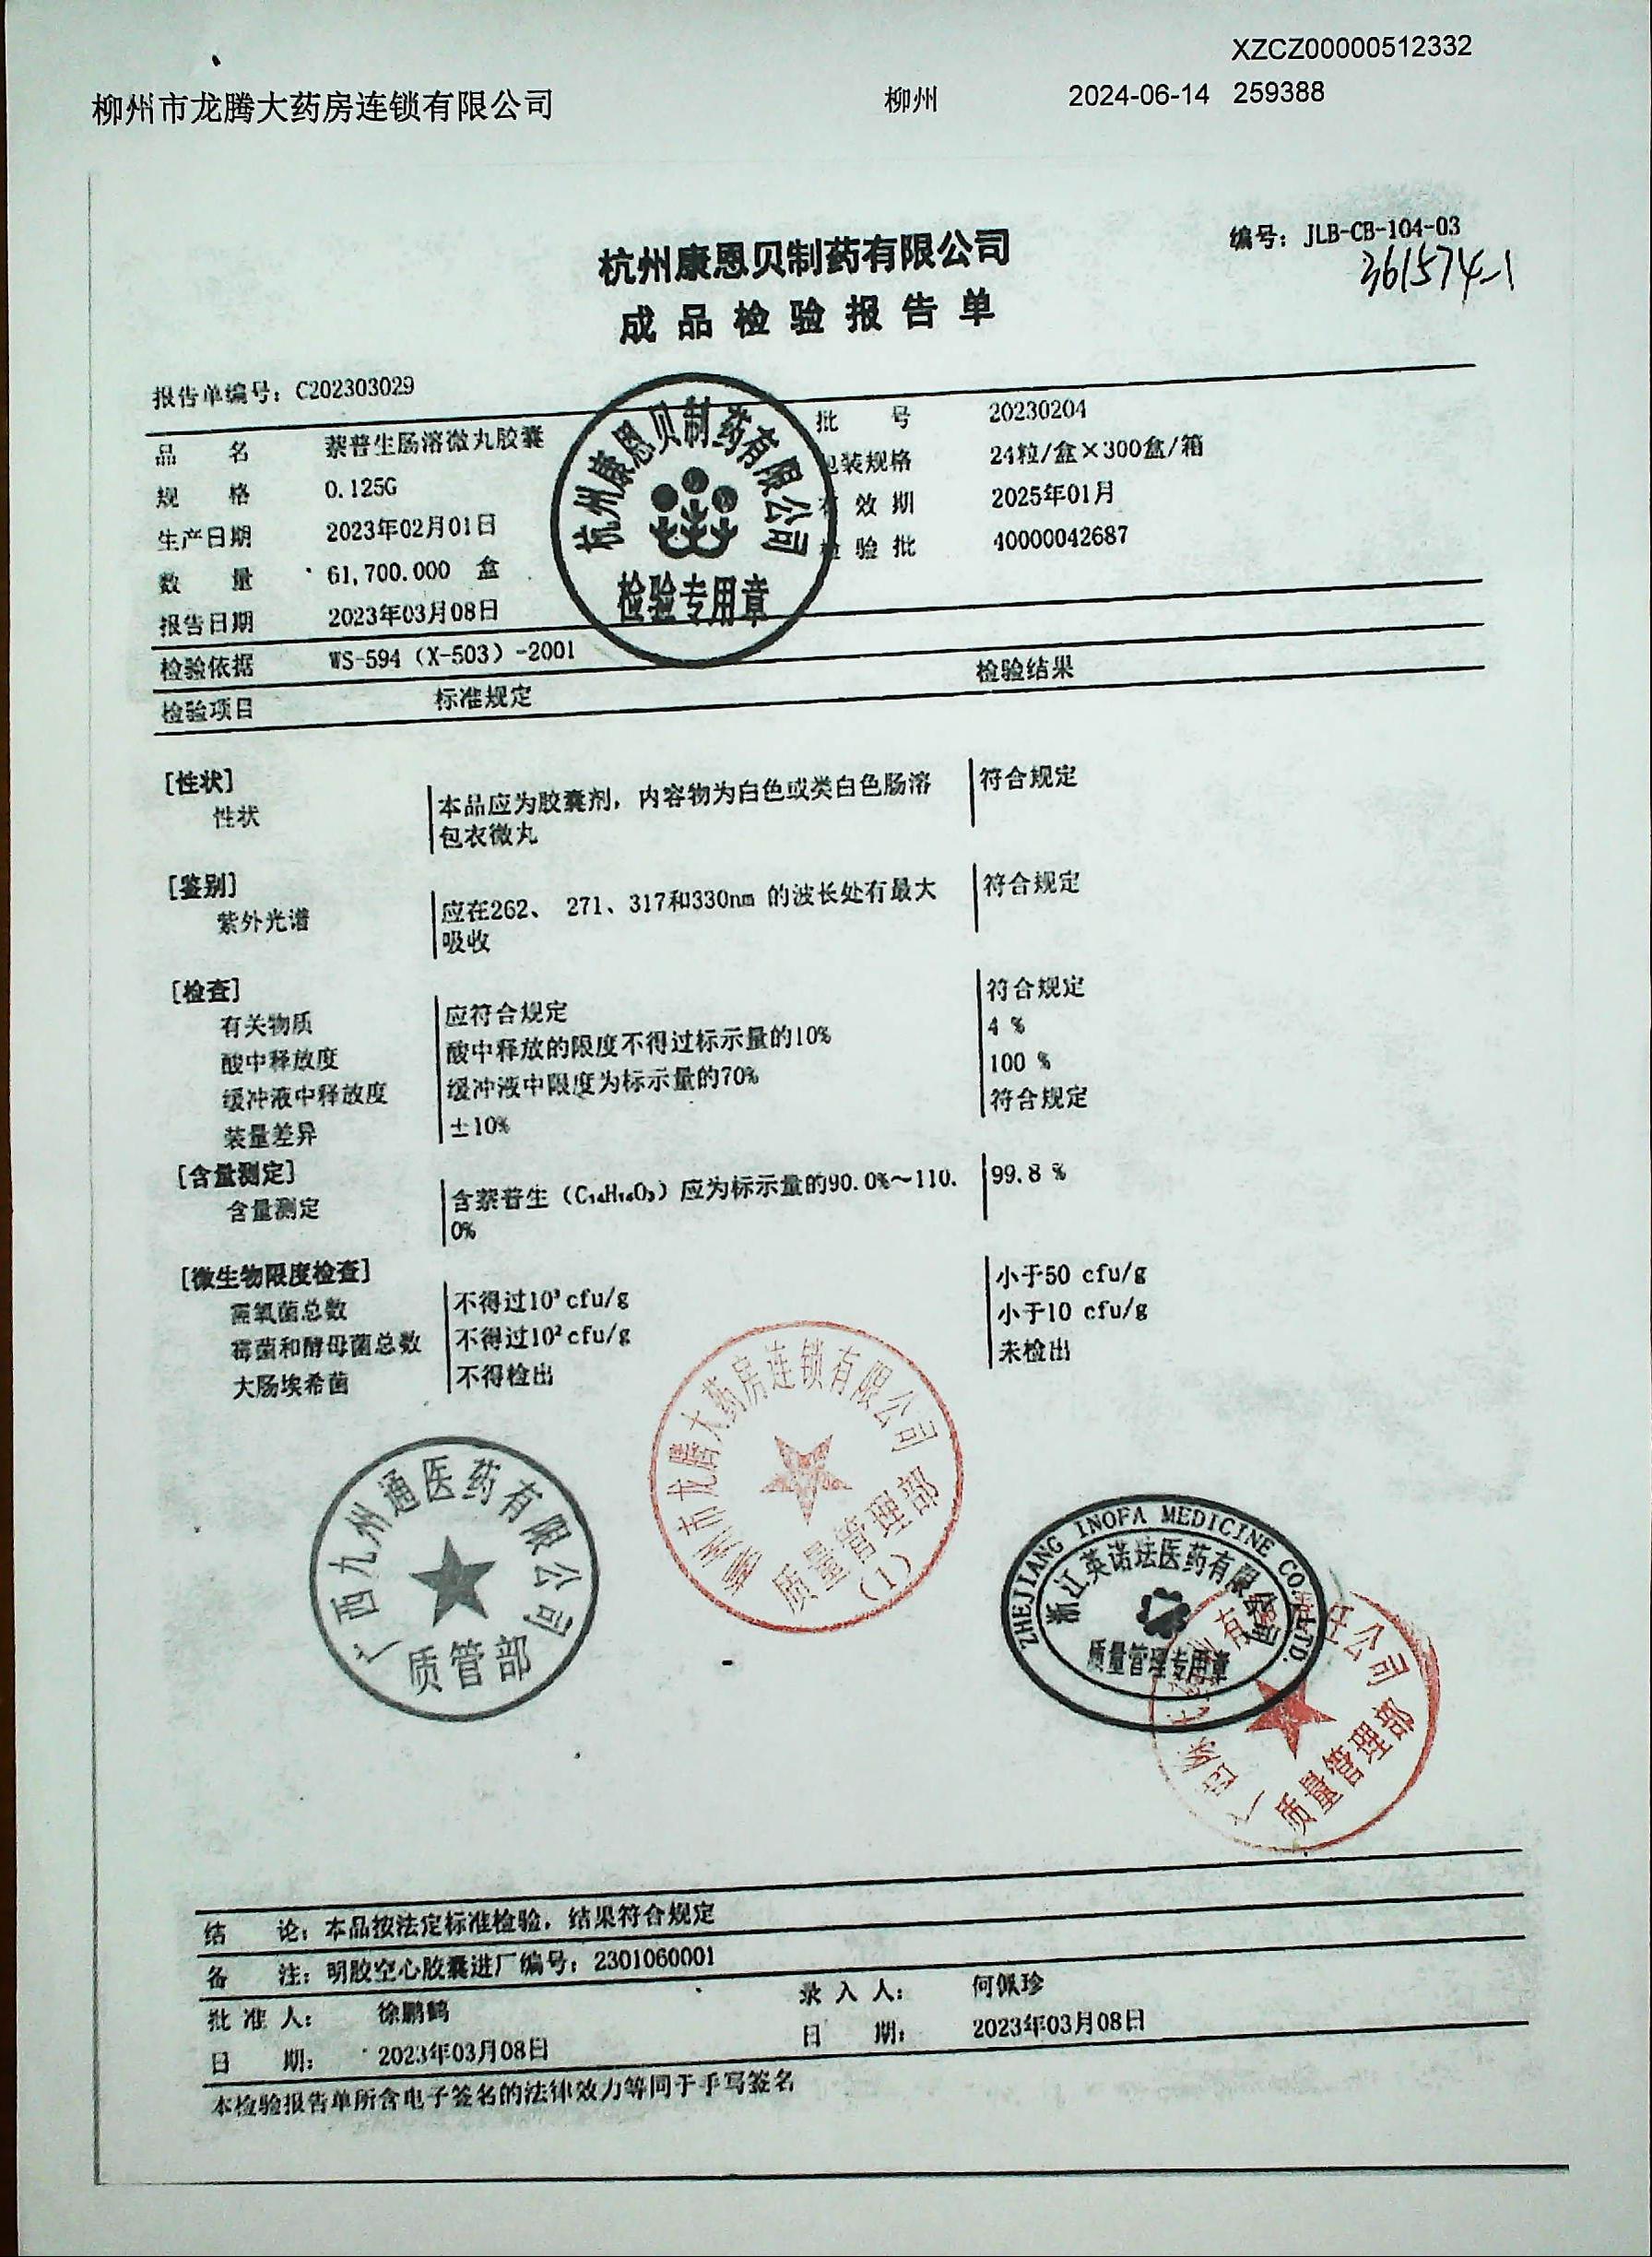 XZCZ00000512332
柳州市龙腾大药房连锁有限公司 柳州 2024-06-14 259388
编号：JLB-CB-104-03
361574-1
杭州康恩贝制药有限公司
成品检验报告单
报告单编号：C202303029
品 名 萘普生肠溶微丸胶囊 批 号 20230204
规 格 0.125G 包装规格 24粒/盒×300盒/箱
生产日期 2023年02月01日 有 效 期 2025年01月
数 量 61,700.000 盒 检 验 批 40000042687
报告日期 2023年03月08日
杭州康恩贝制药有限公司
检验专用章
检验依据 WS-594（X-503）-2001
检验项目 标准规定 检验结果
[性状]
性状 本品应为胶囊剂，内容物为白色或类白色肠溶 符合规定
包衣微丸
[鉴别]
紫外光谱 应在262、 271、317和330nm 的波长处有最大 符合规定
吸收
[检查]
有关物质 应符合规定 符合规定
酸中释放度 酸中释放的限度不得过标示量的10% 4 %
缓冲液中释放度 缓冲液中限度为标示量的70% 100 %
装量差异 ±10% 符合规定
[含量测定]
含量测定 含萘普生（C₁₄H₁₄O₃）应为标示量的90.0%～110. 99.8 %
0%
[微生物限度检查]
需氧菌总数 不得过10³cfu/g 小于50 cfu/g
霉菌和酵母菌总数 不得过10²cfu/g 小于10 cfu/g
大肠埃希菌 不得检出 未检出
广西九州通医药有限公司
质管部
市龙腾大药房连锁有限公司
质量管理部
（1）
ZHEJIANG INOFA MEDICINE CO.,LTD.
浙江英诺珐医药有限公司
质量管理专用章
公司
质量管理部
结 论：本品按法定标准检验，结果符合规定
备 注：明胶空心胶囊进厂编号：2301060001
批 准 人： 徐鹏鹤 录 入 人： 何佩珍
日 期： 2023年03月08日 日 期： 2023年03月08日
本检验报告单所含电子签名的法律效力等同于手写签名